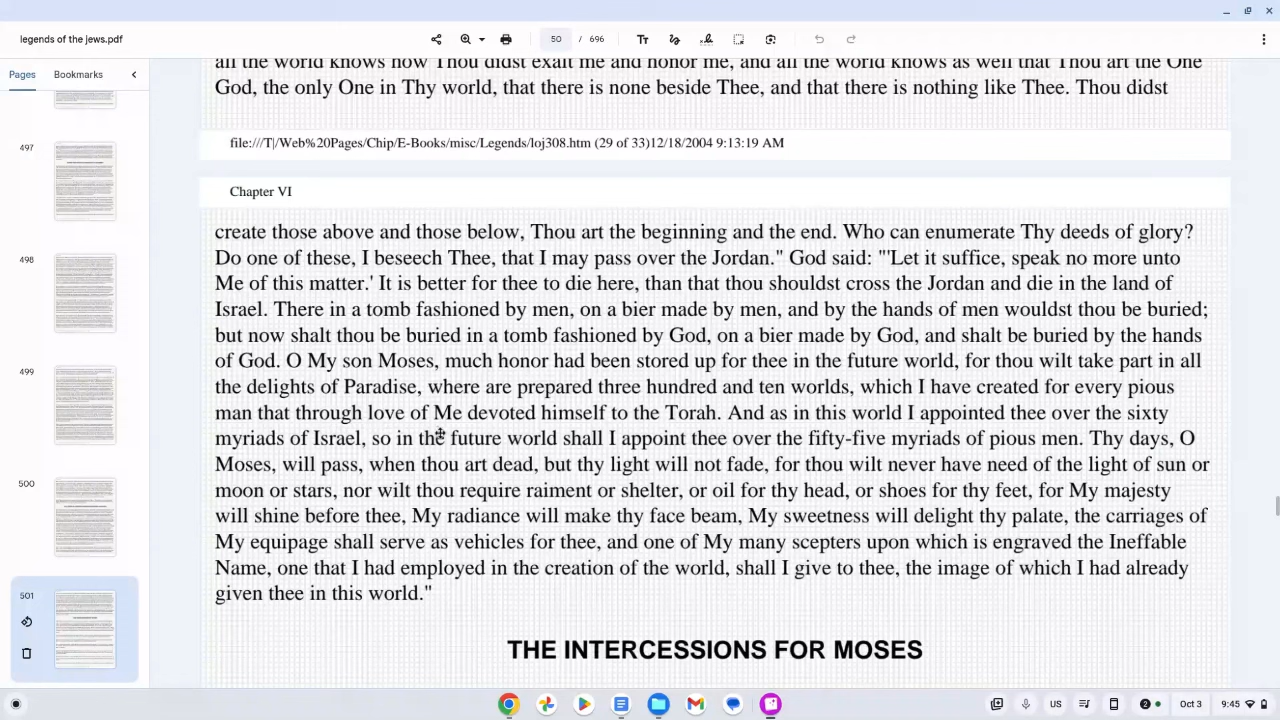 legends of the jews.pdf
50 / 696
Pages
Bookmarks
497
498
499
500
501
all the world knows how Thou didst exalt me and honor me, and all the world knows as well that Thou art the One
God, the only One in Thy world, that there is none beside Thee, and that there is nothing like Thee. Thou didst
file:///T|/Web%20Pages/Chip/E-Books/misc/Legends/loj308.htm (29 of 33)12/18/2004 9:13:19 AM
Chapter VI
create those above and those below, Thou art the beginning and the end. Who can enumerate Thy deeds of glory?
Do one of these, I beseech Thee, that I may pass over the Jordan." God said: "'Let it suffice, speak no more unto
Me of this matter.' It is better for thee to die here, than that thou shouldst cross the Jordan and die in the land of
Israel. There in a tomb fashioned by men, on a bier made by men, and by the hands of men wouldst thou be buried;
but now shalt thou be buried in a tomb fashioned by God, on a bier made by God, and shalt be buried by the hands
of God. O My son Moses, much honor had been stored up for thee in the future world, for thou wilt take part in all
the delights of Paradise, where are prepared three hundred and ten worlds, which I have created for every pious
man that through love of Me devoted himself to the Torah. And as in this world I appointed thee over the sixty
myriads of Israel, so in the future world shall I appoint thee over the fifty-five myriads of pious men. Thy days, O
Moses, will pass, when thou art dead, but thy light will not fade, for thou wilt never have need of the light of sun or
moon or stars, nor wilt thou require raiment or shelter, or oil for thy head, or shoes for thy feet, for My majesty
will shine before thee, My radiance will make thy face beam, My sweetness will delight thy palate, the carriages of
My equipage shall serve as vehicles for thee, and one of My many scepters upon which is engraved the Ineffable
Name, one that I had employed in the creation of the world, shall I give to thee, the image of which I had already
given thee in this world."
THE INTERCESSIONS FOR MOSES
US
2
Oct 3
9:45